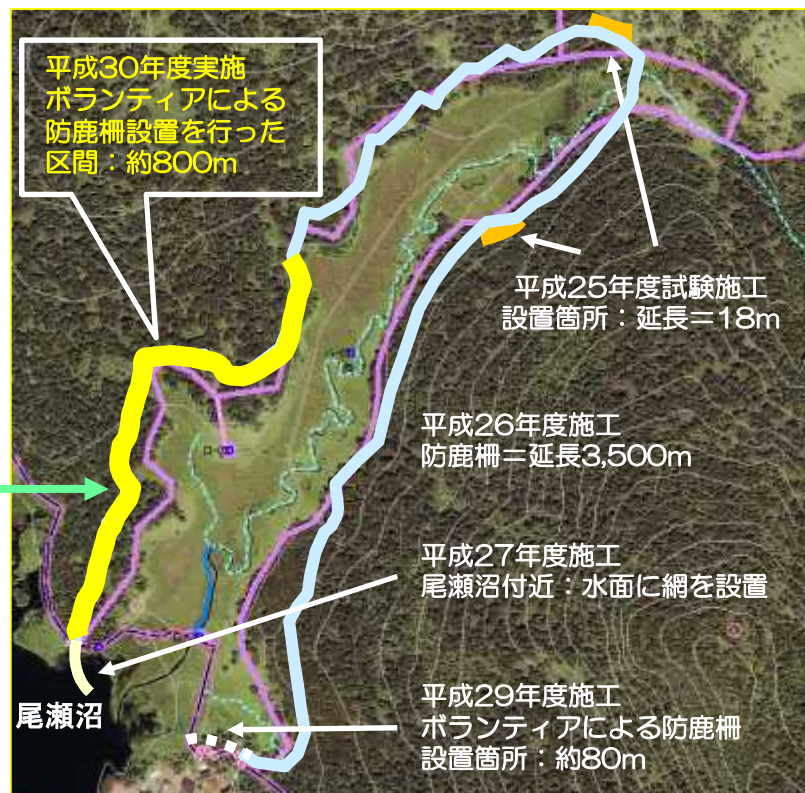 平成30年度実施
ボランティアによる
防鹿柵設置を行った
区間：約800m
平成25年度試験施工
設置箇所：延長＝18m
平成26年度施工
防鹿柵＝延長3,500m
平成27年度施工
尾瀬沼付近：水面に網を設置
平成29年度施工
ボランティアによる防鹿柵
設置箇所：約80m
尾瀬沼